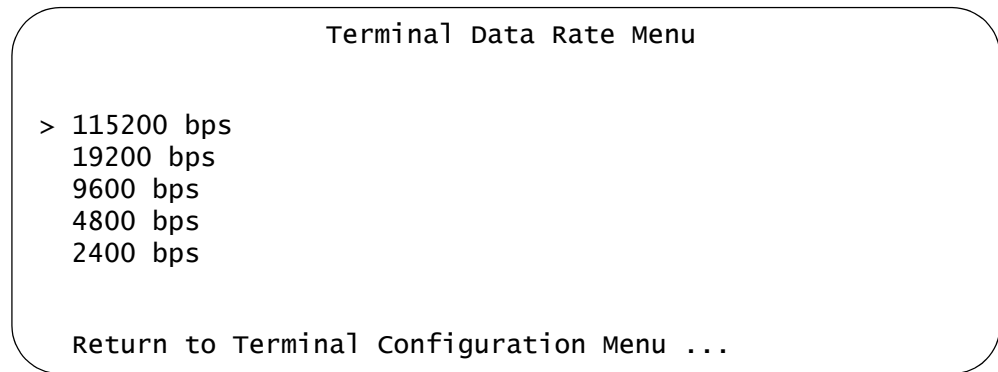 Terminal Data Rate Menu
> 115200 bps
19200 bps
9600 bps
4800 bps
2400 bps
Return to Terminal Configuration Menu ...